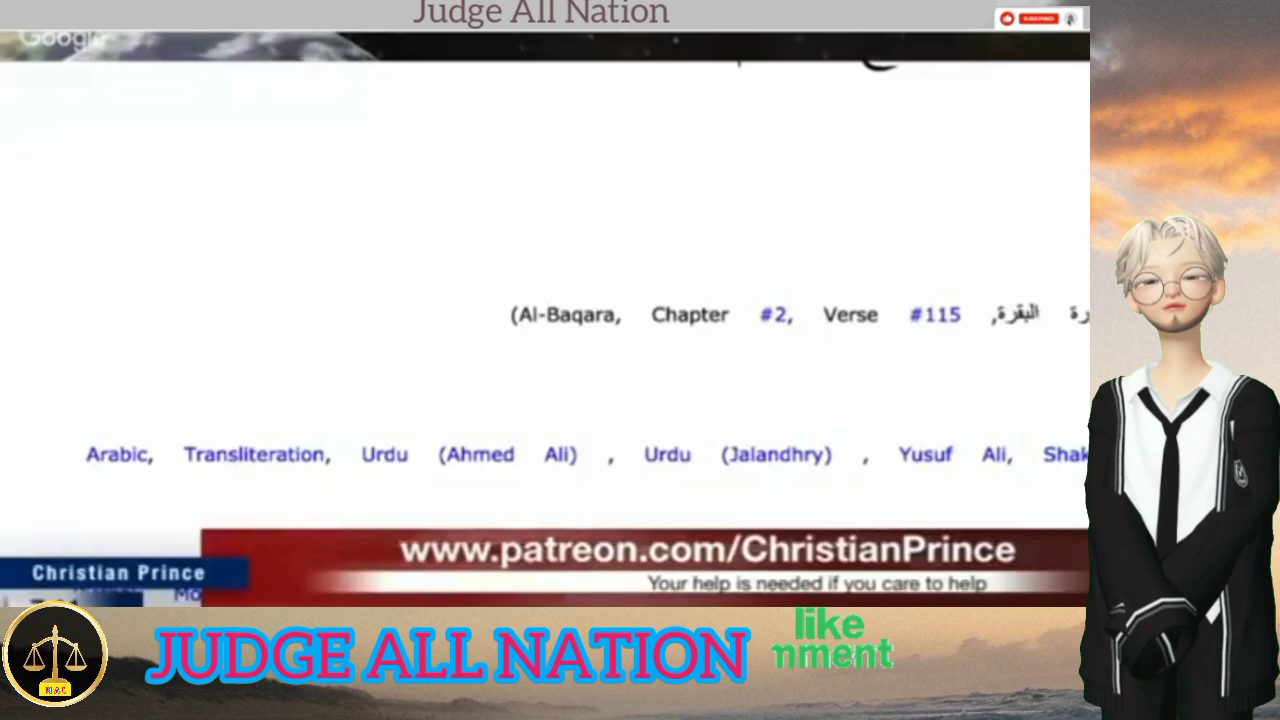 Judge All Nation
SUBSCRIBED
Google
(Al-Baqara, Chapter #2, Verse #115 ,البقرة
Arabic, Transliteration, Urdu (Ahmed Ali) , Urdu (Jalandhry) , Yusuf Ali,
www.patreon.com/ChristianPrince
Your help is needed if you care to help
Christian Prince
JUDGE ALL NATION
like